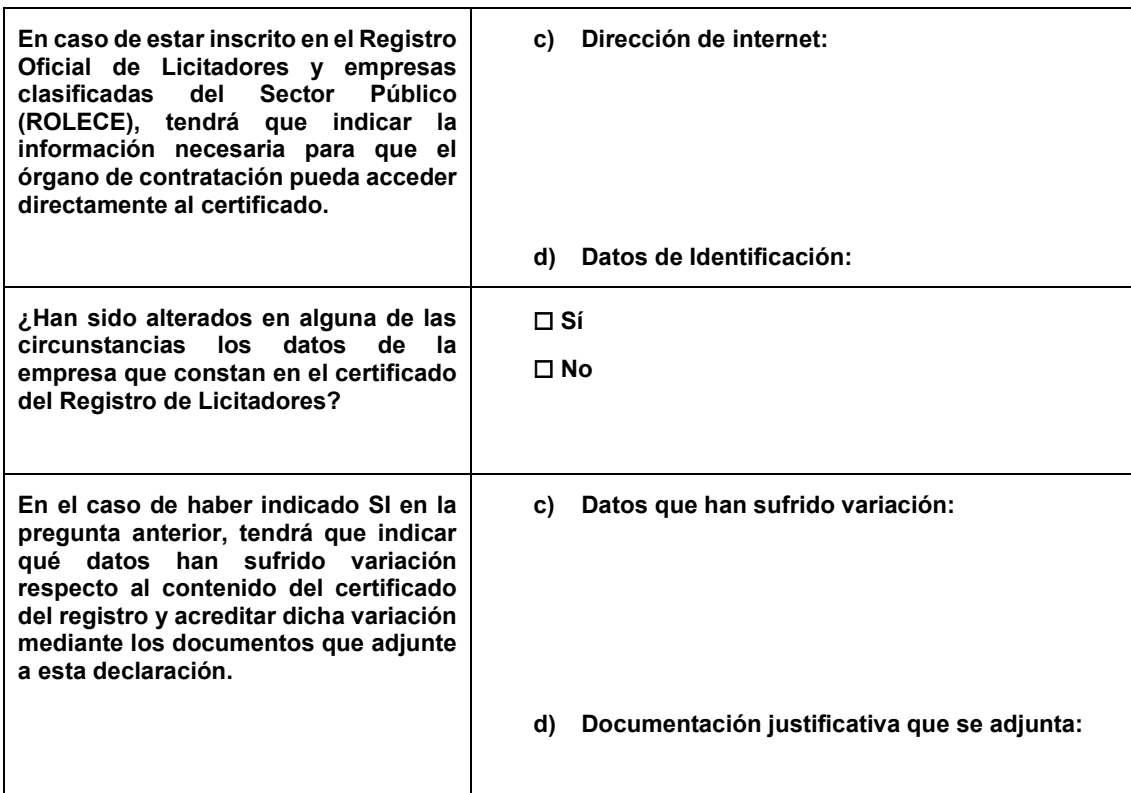 En caso de estar inscrito en el Registro
Oficial de Licitadores y empresas
clasificadas del Sector Público
(ROLECE), tendrá que indicar la
información necesaria para que el
órgano de contratación pueda acceder
directamente al certificado.
c) Dirección de internet:
d) Datos de Identificación:
¿Han sido alterados en alguna de las
circunstancias los datos de la
empresa que constan en el certificado
del Registro de Licitadores?
☐ Sí
☐ No
En el caso de haber indicado SI en la
pregunta anterior, tendrá que indicar
qué datos han sufrido variación
respecto al contenido del certificado
del registro y acreditar dicha variación
mediante los documentos que adjunte
a esta declaración.
c) Datos que han sufrido variación:
d) Documentación justificativa que se adjunta: